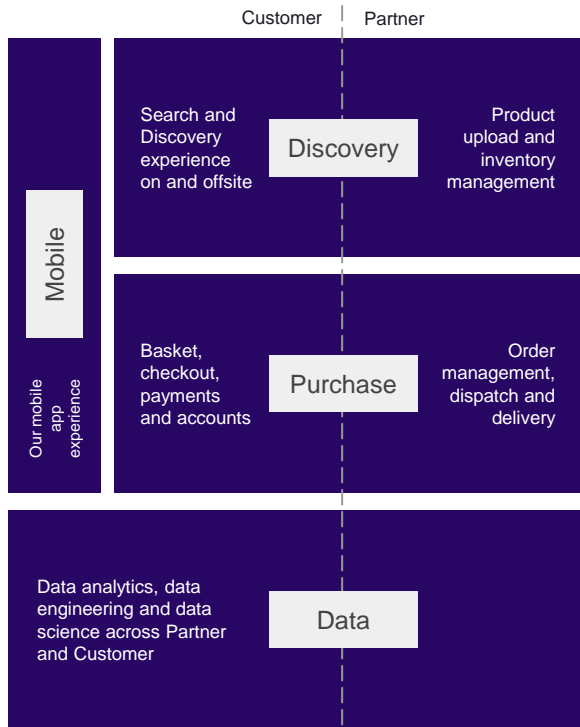 Customer
Partner
Search and
Discovery
experience
on and offsite
Discovery
Product
upload and
inventory
management
Mobile
Our mobile
app
experience
Basket,
checkout,
payments
and accounts
Purchase
Order
management,
dispatch and
delivery
Data analytics, data
engineering and data
science across Partner
and Customer
Data